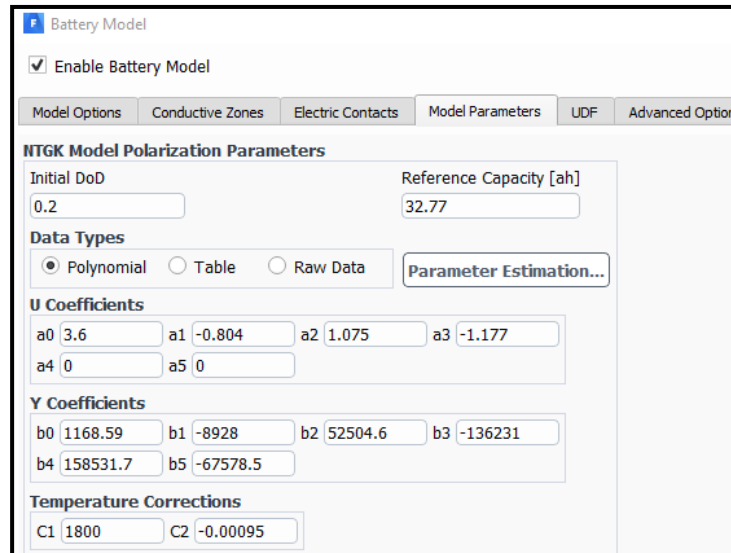 F Battery Model
Enable Battery Model
Model Options Conductive Zones Electric Contacts Model Parameters UDF Advanced Option
NTGK Model Polarization Parameters
Initial DoD Reference Capacity [ah]
0.2 32.77
Data Types
Polynomial Table Raw Data Parameter Estimation...
U Coefficients
a0 3.6 a1 -0.804 a2 1.075 a3 -1.177
a4 0 a5 0
Y Coefficients
b0 1168.59 b1 -8928 b2 52504.6 b3 -136231
b4 158531.7 b5 -67578.5
Temperature Corrections
C1 1800 C2 -0.00095